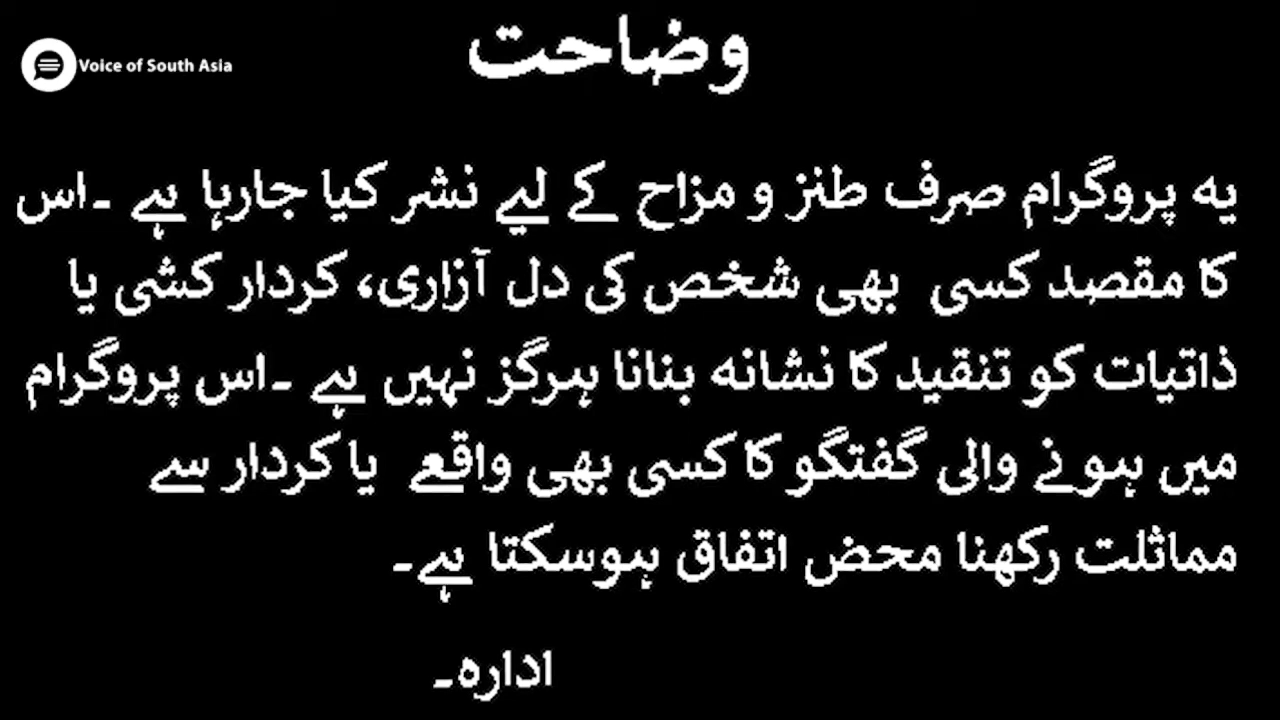 Voice of South Asia
وضاحت
یہ پروگرام صرف طنز و مزاح کے لیے نشر کیا جارہا ہے ۔اس
کا مقصد کسی بھی شخص کی دل آزاری، کردار کشی یا
ذاتیات کو تنقید کا نشانہ بنانا ہرگز نہیں ہے ۔اس پروگرام
میں ہونے والی گفتگو کا کسی بھی واقعے یا کردار سے
مماثلت رکھنا محض اتفاق ہوسکتا ہے۔
ادارہ۔